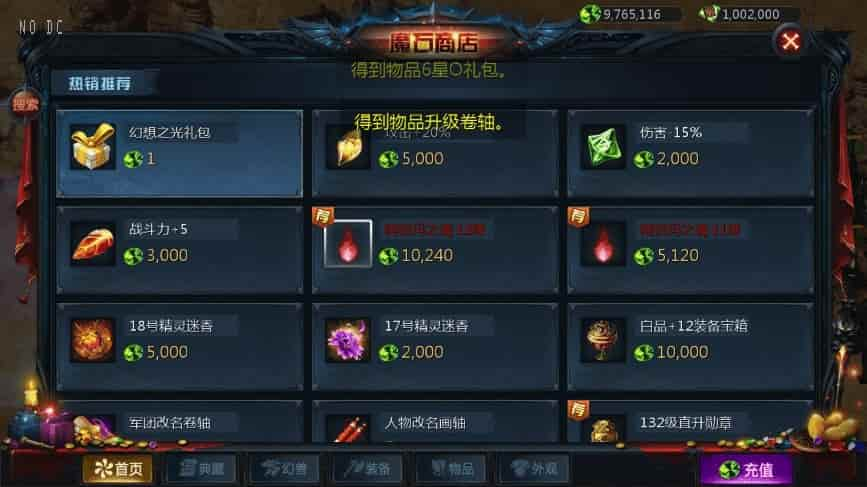 NO DC
9,765,116
1,002,000
魔石商店
得到物品6星O礼包。
热销推荐
搜索
得到物品升级卷轴。
幻想之光礼包
1
攻击+20%
5,000
伤害-15%
2,000
战斗力+5
3,000
荐
10,240
荐
5,120
18号精灵迷香
5,000
17号精灵迷香
2,000
白品+12装备宝箱
10,000
军团改名卷轴
人物改名画轴
荐
132级直升勋章
首页
典藏
幻兽
装备
物品
外观
充值